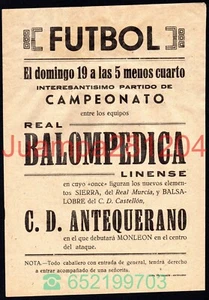 FUTBOL
El domingo 19 a las 5 menos cuarto
INTERESANTISIMO PARTIDO DE
CAMPEONATO
entre los equipos
REAL
BALOMPEDICA
LINENSE
en cuyo «once» figuran los nuevos elemen-
tos SIERRA, del Real Murcia, y BALSA-
LOBRE del C. D. Castellón,
C. D. ANTEQUERANO
en el que debutará MONLEON en el centro
del ataque.
NOTA.—Todo caballero con entrada de general, tendrá derecho
a entrar acompañado de una señorita.
652199703